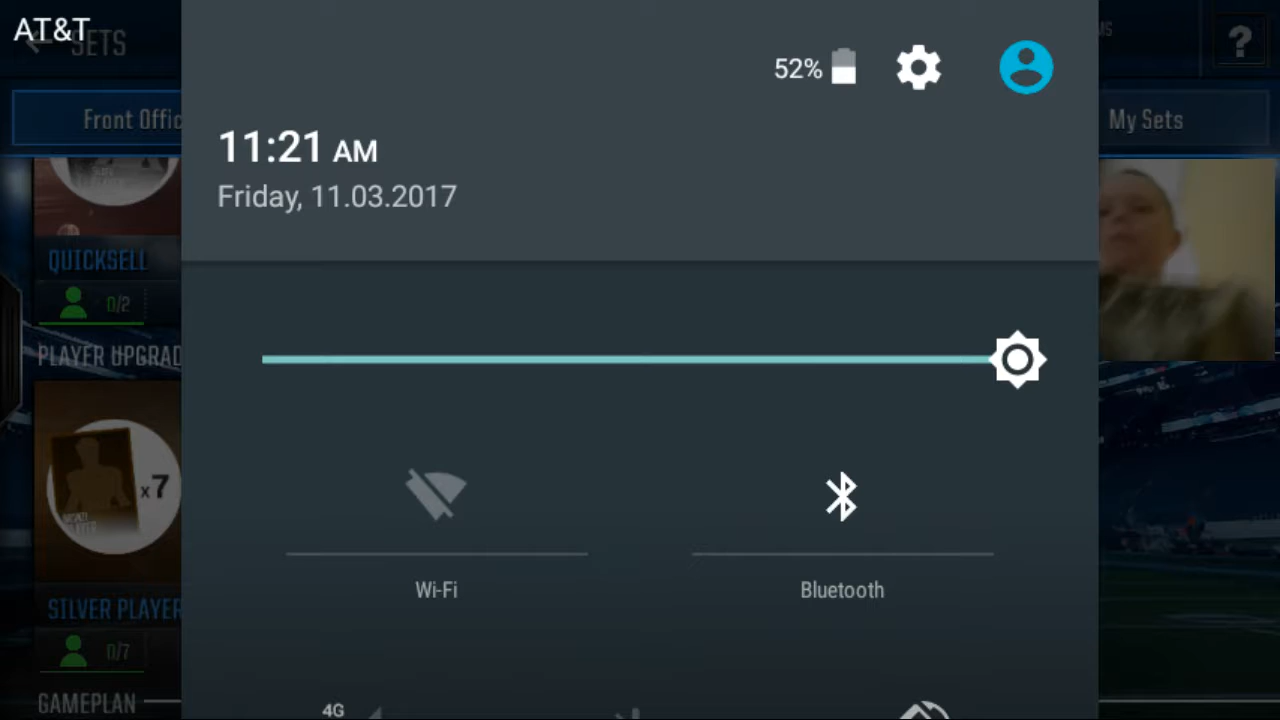 AT&T
SETS
?
52%
Front Offic
My Sets
11:21 AM
Friday, 11.03.2017
QUICKSELL
0/2
PLAYER UPGRAD
x7
SILVER PLAYER
0/7
Wi-Fi
Bluetooth
GAMEPLAN
4G